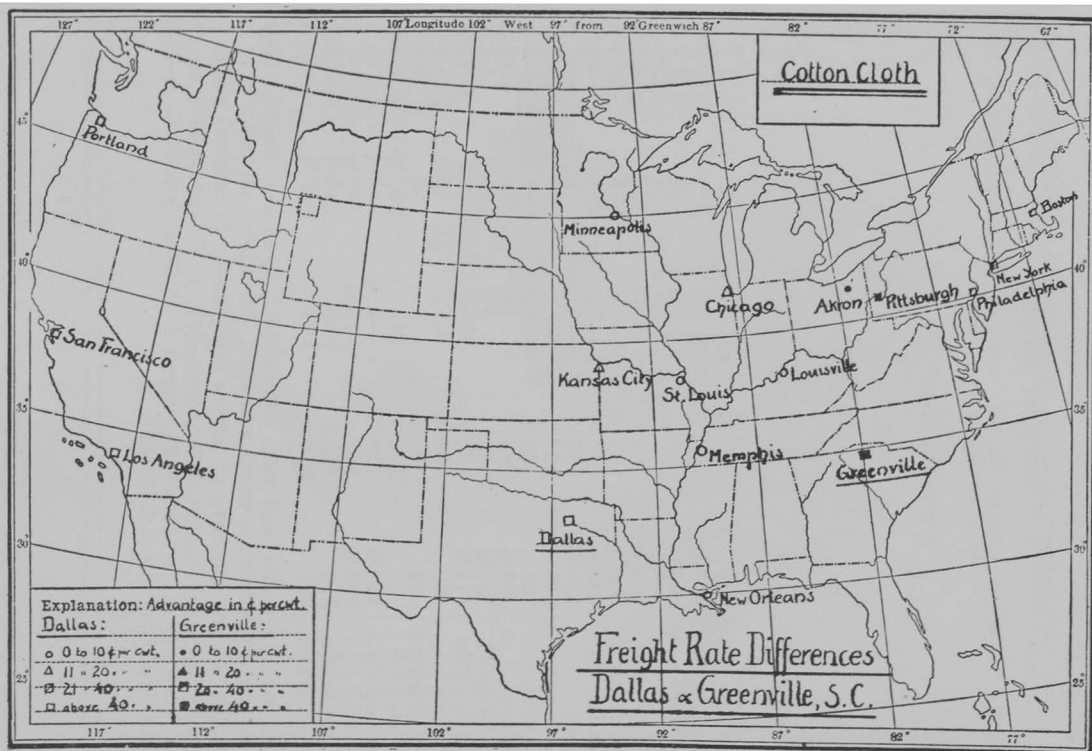 127° 122° 117° 112° 107° Longitude 102° West 97° from 92° Greenwich 87° 82° 77° 72° 67°
Cotton Cloth
45°
40°
35°
30°
25°
Portland
Boston
Minneapolis
New York
Chicago
Akron
Pittsburgh
Philadelphia
San Francisco
Kansas City
St. Louis
Louisville
Los Angeles
Memphis
Greenville
Dallas
New Orleans
45°
40°
35°
30°
25°
Explanation: Advantage in ¢ per cwt.
Dallas: Greenville:
0 to 10 ¢ per cwt. 0 to 10 ¢ per cwt.
11 " 20 " " 11 " 20 " "
21 " 40 " " 20 " 40 " "
above 40 " " above 40 " "
Freight Rate Differences
Dallas & Greenville, S.C.
117° 112° 107° 102° 97° 92° 87° 82° 77°